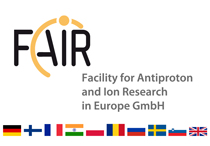 FAIR
Facility for Antiproton
and Ion Research
in Europe GmbH